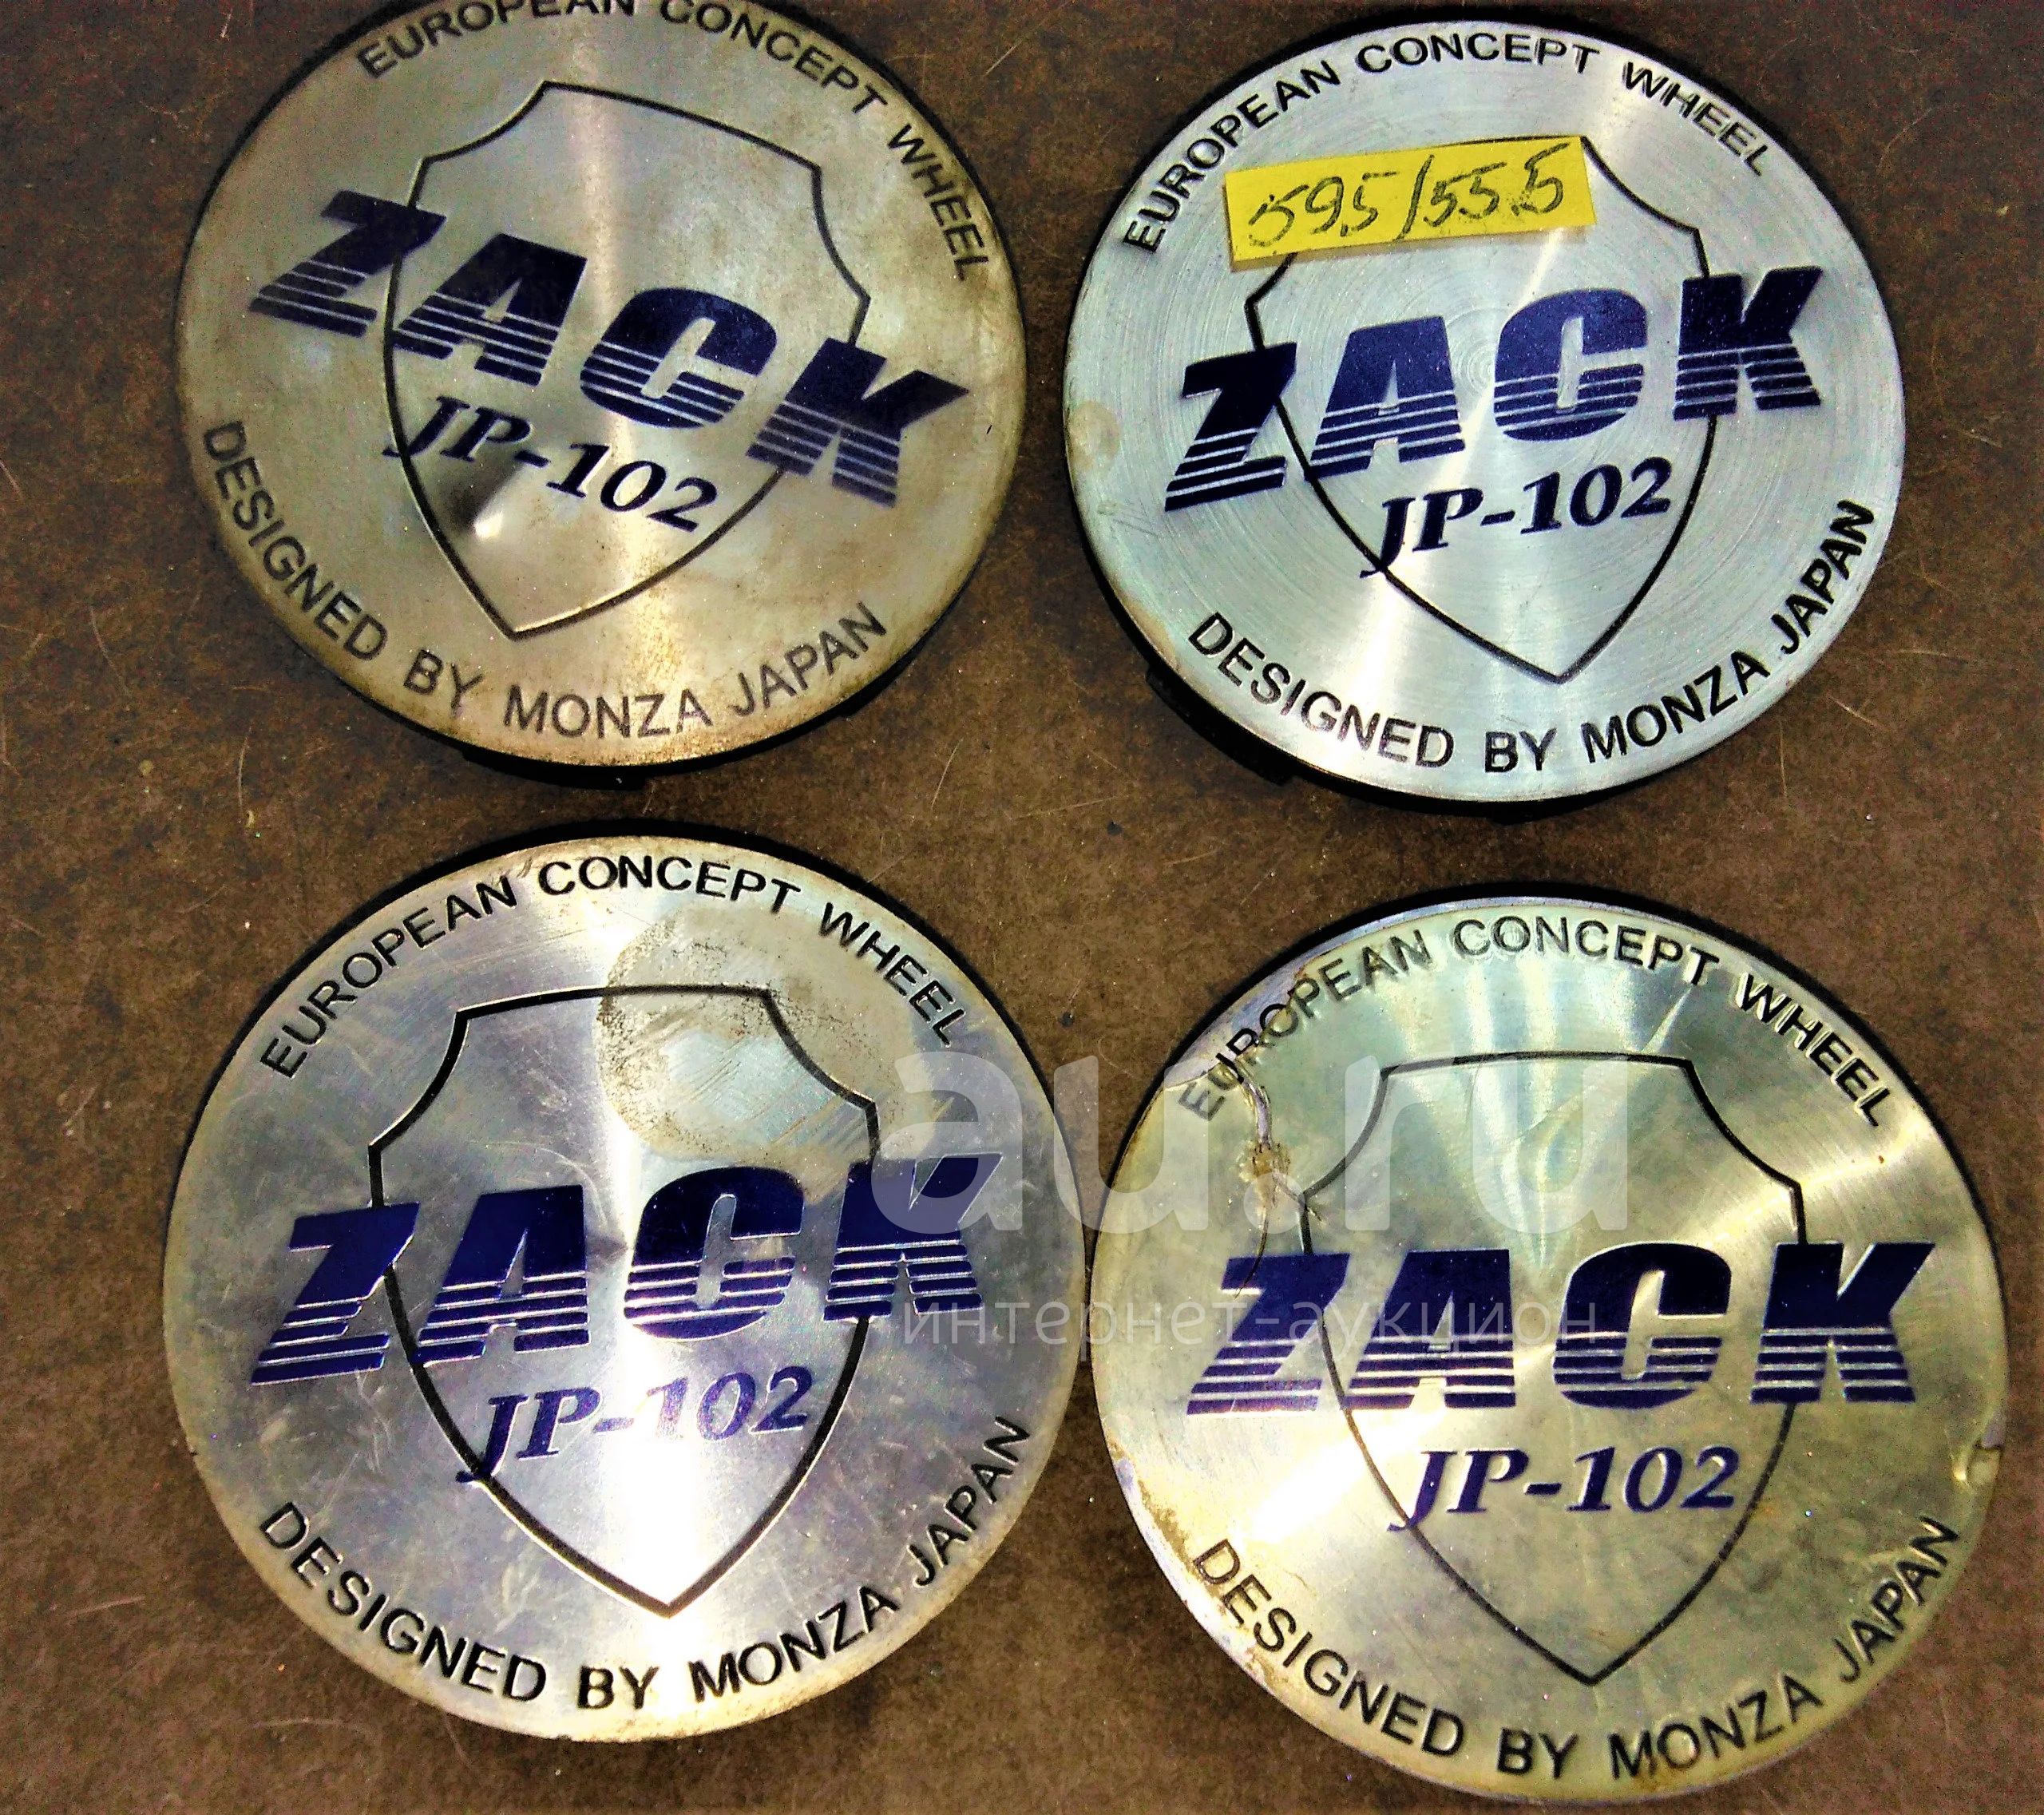 EUROPEAN CONCEPT WHEEL
ZACK
JP-102
DESIGNED BY MONZA JAPAN
EUROPEAN CONCEPT WHEEL
59.5/55.5
ZACK
JP-102
DESIGNED BY MONZA JAPAN
EUROPEAN CONCEPT WHEEL
ZACK
JP-102
DESIGNED BY MONZA JAPAN
EUROPEAN CONCEPT WHEEL
ZACK
JP-102
DESIGNED BY MONZA JAPAN
au.ru
интернет-аукцион